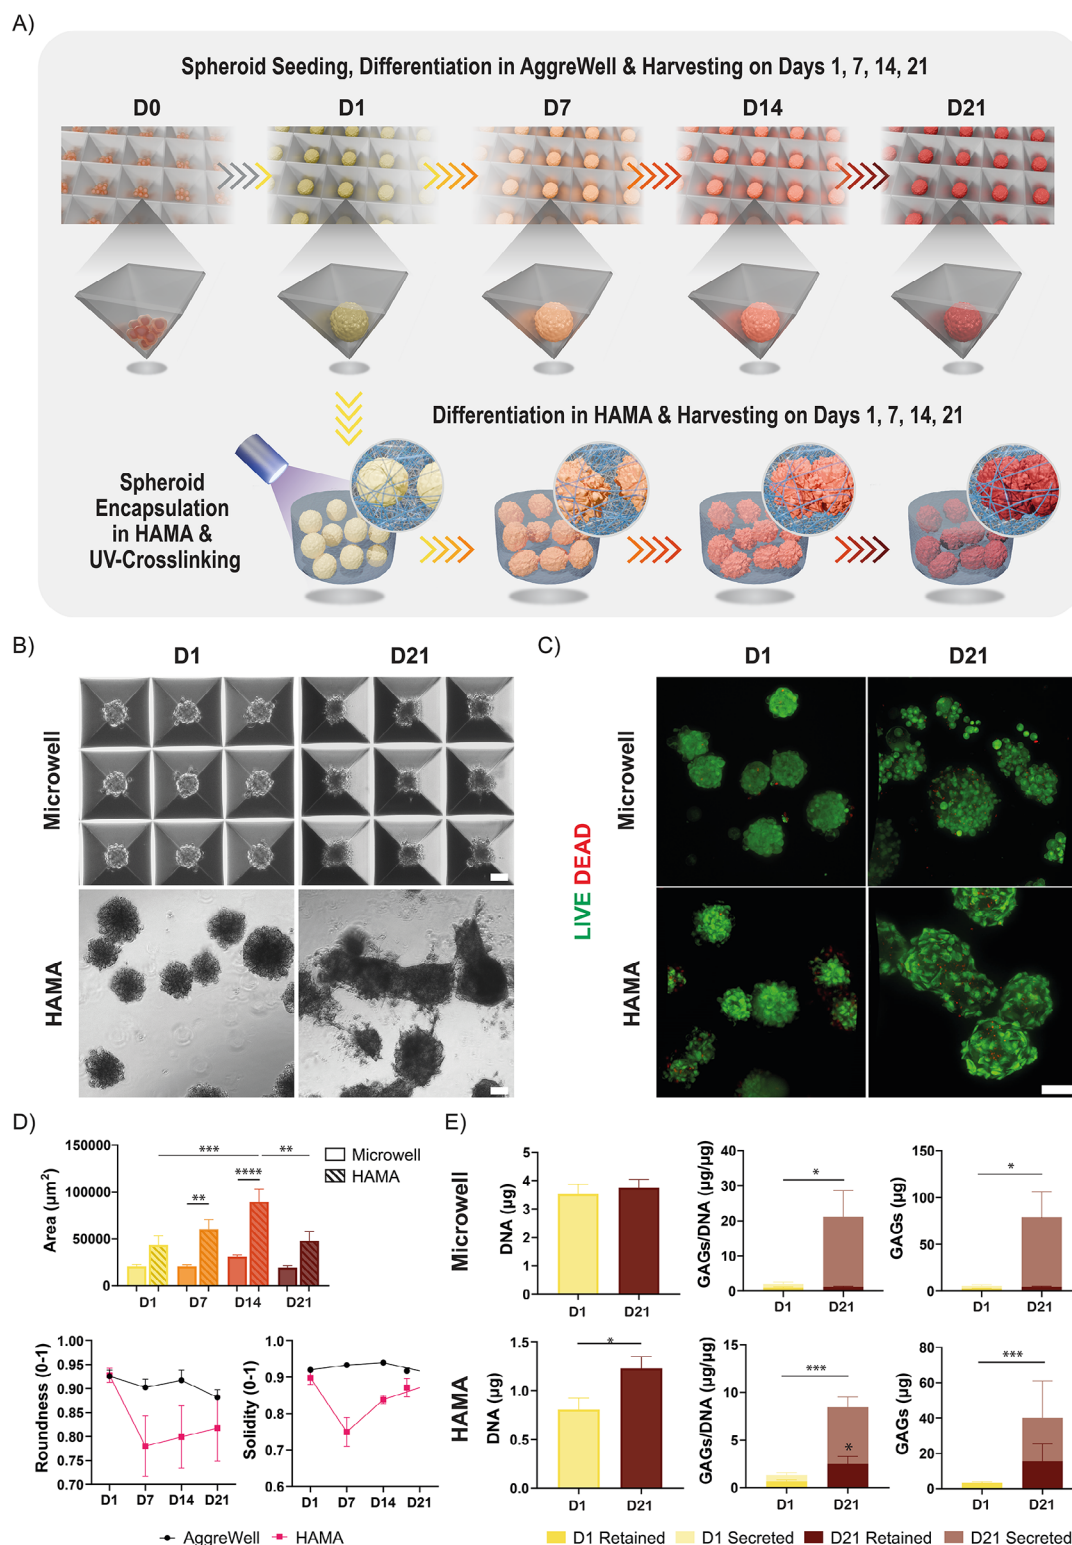 A)
Spheroid Seeding, Differentiation in AggreWell & Harvesting on Days 1, 7, 14, 21
D0 D1 D7 D14 D21
Differentiation in HAMA & Harvesting on Days 1, 7, 14, 21
Spheroid
Encapsulation
in HAMA &
UV-Crosslinking
B)
D1 D21
Microwell
HAMA
C)
D1 D21
LIVE DEAD
Microwell
HAMA
D)
Area (µm²)
150000
100000
50000
0
*** **
****
**
Microwell
HAMA
D1 D7 D14 D21
Roundness (0-1)
1.00
0.95
0.90
0.85
0.80
0.75
0.70
D1 D7 D14 D21
Solidity (0-1)
1.0
0.9
0.8
0.7
0.6
D1 D7 D14 D21
AggreWell HAMA
E)
Microwell
DNA (µg)
5
4
3
2
1
0
D1 D21
GAGs/DNA (µg/µg)
40
30
20
10
0
*
D1 D21
GAGs (µg)
150
100
50
0
*
D1 D21
HAMA
DNA (µg)
1.5
1.0
0.5
0.0
*
D1 D21
GAGs/DNA (µg/µg)
15
10
5
0
***
*
D1 D21
GAGs (µg)
80
60
40
20
0
***
D1 D21
D1 Retained D1 Secreted D21 Retained D21 Secreted